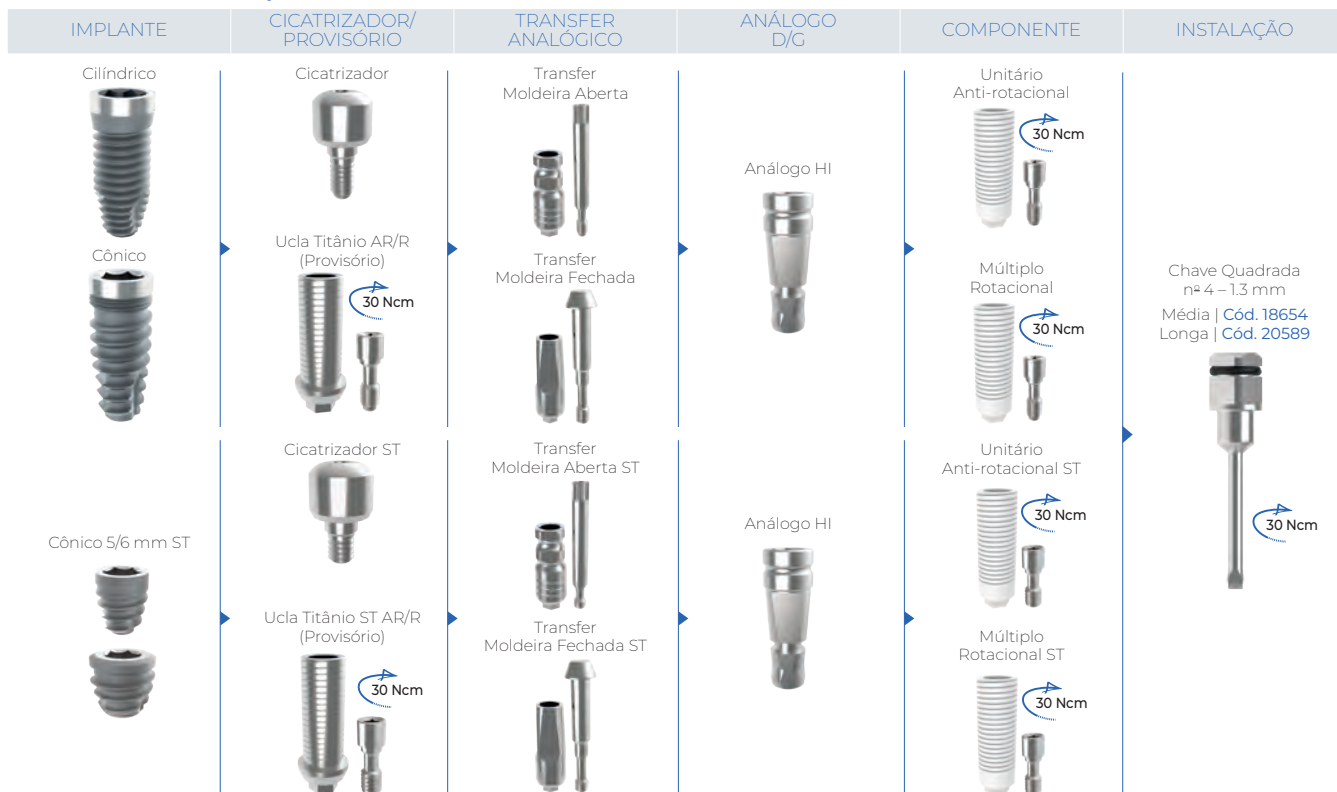 IMPLANTE
CICATRIZADOR/
PROVISÓRIO
TRANSFER
ANALÓGICO
ANÁLOGO
D/G
COMPONENTE
INSTALAÇÃO
Cilíndrico
Cônico
Cicatrizador
Ucla Titânio AR/R
(Provisório)
30 Ncm
Transfer
Moldeira Aberta
Transfer
Moldeira Fechada
Análogo HI
Unitário
Anti-rotacional
30 Ncm
Múltiplo
Rotacional
30 Ncm
Cônico 5/6 mm ST
Cicatrizador ST
Ucla Titânio ST AR/R
(Provisório)
30 Ncm
Transfer
Moldeira Aberta ST
Transfer
Moldeira Fechada ST
Análogo HI
Unitário
Anti-rotacional ST
30 Ncm
Múltiplo
Rotacional ST
30 Ncm
Chave Quadrada
nº 4 – 1.3 mm
Média | Cód. 18654
Longa | Cód. 20589
30 Ncm